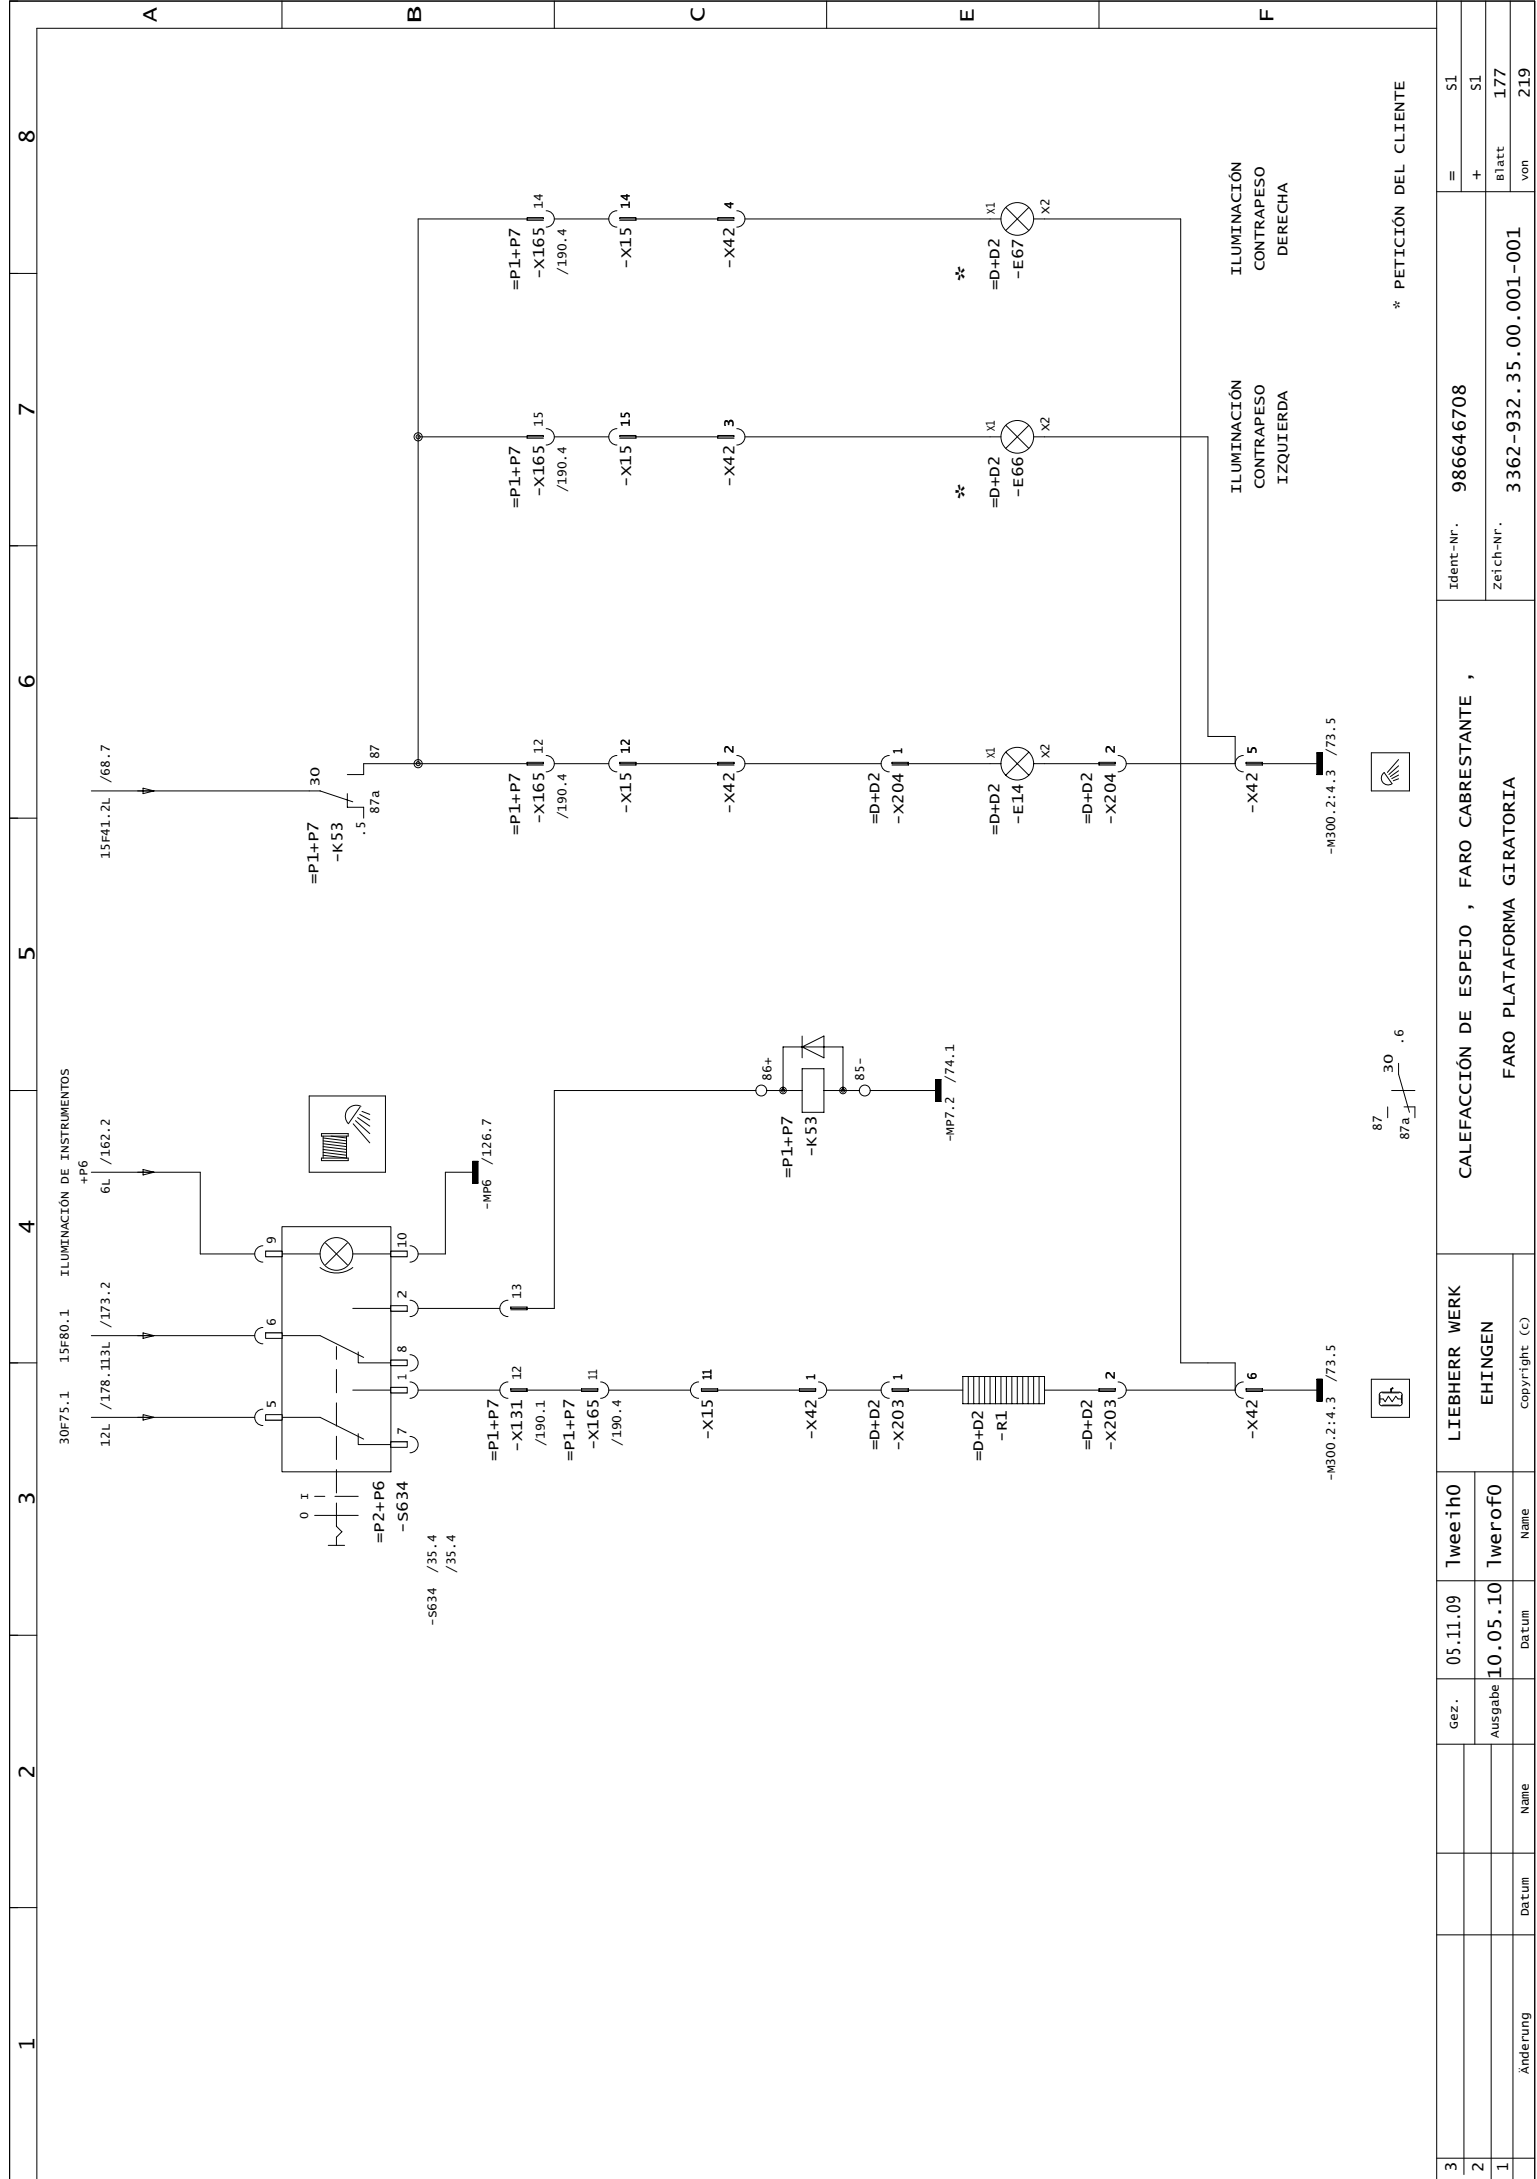 1
2
3
4
5
6
7
8
A
B
C
E
F
30F75.1
12L /178.1
15F80.1
13L /173.2
ILUMINACIÓN DE INSTRUMENTOS
+P6
6L /162.2
15F41.2L /68.7
5
6
9
7
1
8
2
10
0 I
=P2+P6
-S634
-S634 /35.4
/35.4
-MP6 /126.7
=P1+P7
-K53
30
87
87a
.5
=P1+P7
-X131
/190.1
12
13
=P1+P7
-X165
/190.4
11
=P1+P7
-X165
/190.4
12
=P1+P7
-X165
/190.4
15
=P1+P7
-X165
/190.4
14
-X15 11
-X15 12
-X15 15
-X15 14
-X42 1
-X42 2
-X42 3
-X42 4
=P1+P7
-K53
86+
85-
-MP7.2 /74.1
=D+D2
-X203 1
=D+D2
-X204 1
=D+D2
-R1
=D+D2
-E14
X1
X2
*
=D+D2
-E66
X1
X2
*
=D+D2
-E67
X1
X2
=D+D2
-X203 2
=D+D2
-X204 2
-X42 6
-X42 5
-M300.2:4.3 /73.5
-M300.2:4.3 /73.5
ILUMINACIÓN
CONTRAPESO
IZQUIERDA
ILUMINACIÓN
CONTRAPESO
DERECHA
87
87a
30
.6
* PETICIÓN DEL CLIENTE
3
2
1
Änderung
Datum
Name
Gez. 05.11.09 lweeih0
Ausgabe 10.05.10 lwerof0
Datum
Name
LIEBHERR WERK
EHINGEN
Copyright (c)
CALEFACCIÓN DE ESPEJO , FARO CABRESTANTE ,
FARO PLATAFORMA GIRATORIA
Ident-Nr. 986646708
Zeich-Nr. 3362-932.35.00.001-001
= S1
+ S1
Blatt 177
von 219